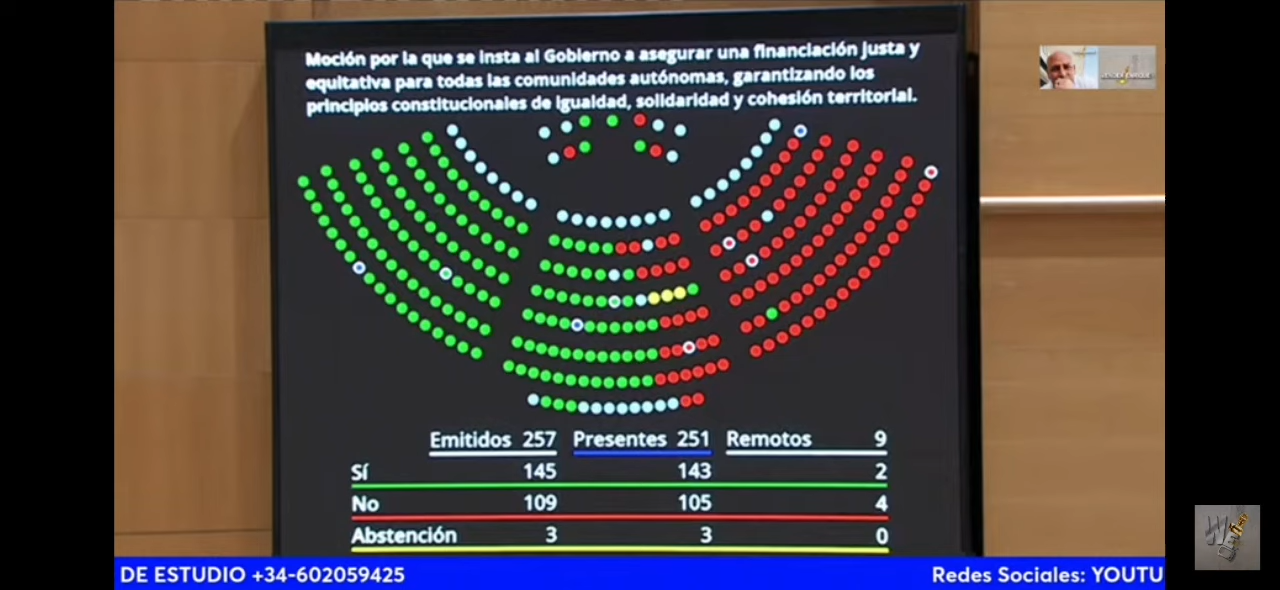 Moción por la que se insta al Gobierno a asegurar una financiación justa y
equitativa para todas las comunidades autónomas, garantizando los
principios constitucionales de igualdad, solidaridad y cohesión territorial.
Emitidos 257 Presentes 251 Remotos 9
Sí 145 143 2
No 109 105 4
Abstención 3 3 0
DE ESTUDIO +34-602059425 Redes Sociales: YOUTU